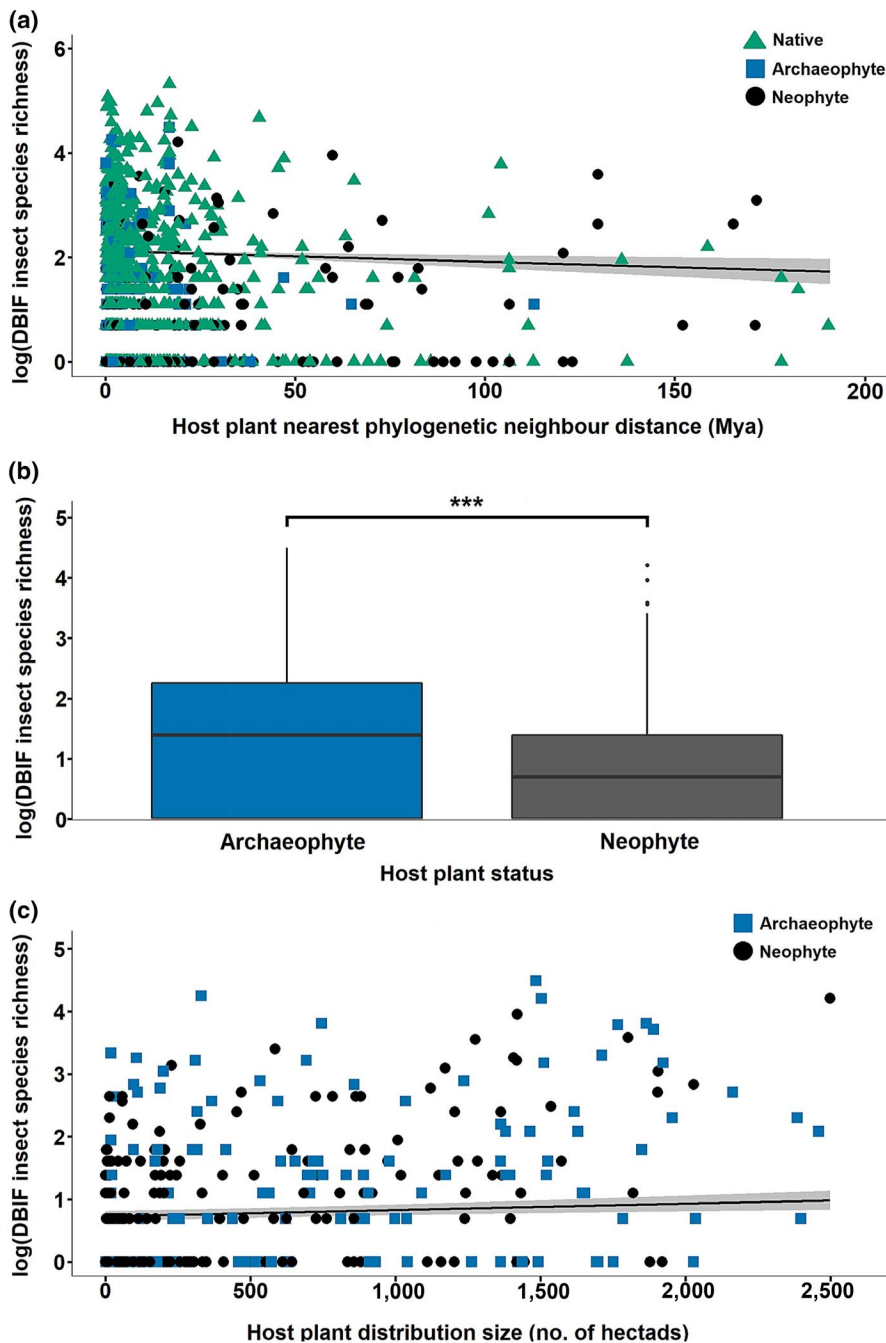 (a)
log(DBIF insect species richness)
6
4
2
0
Native
Archaeophyte
Neophyte
0 50 100 150 200
Host plant nearest phylogenetic neighbour distance (Mya)
(b)
log(DBIF insect species richness)
5
4
3
2
1
0
***
Archaeophyte Neophyte
Host plant status
(c)
log(DBIF insect species richness)
5
4
3
2
1
0
Archaeophyte
Neophyte
0 500 1,000 1,500 2,000 2,500
Host plant distribution size (no. of hectads)